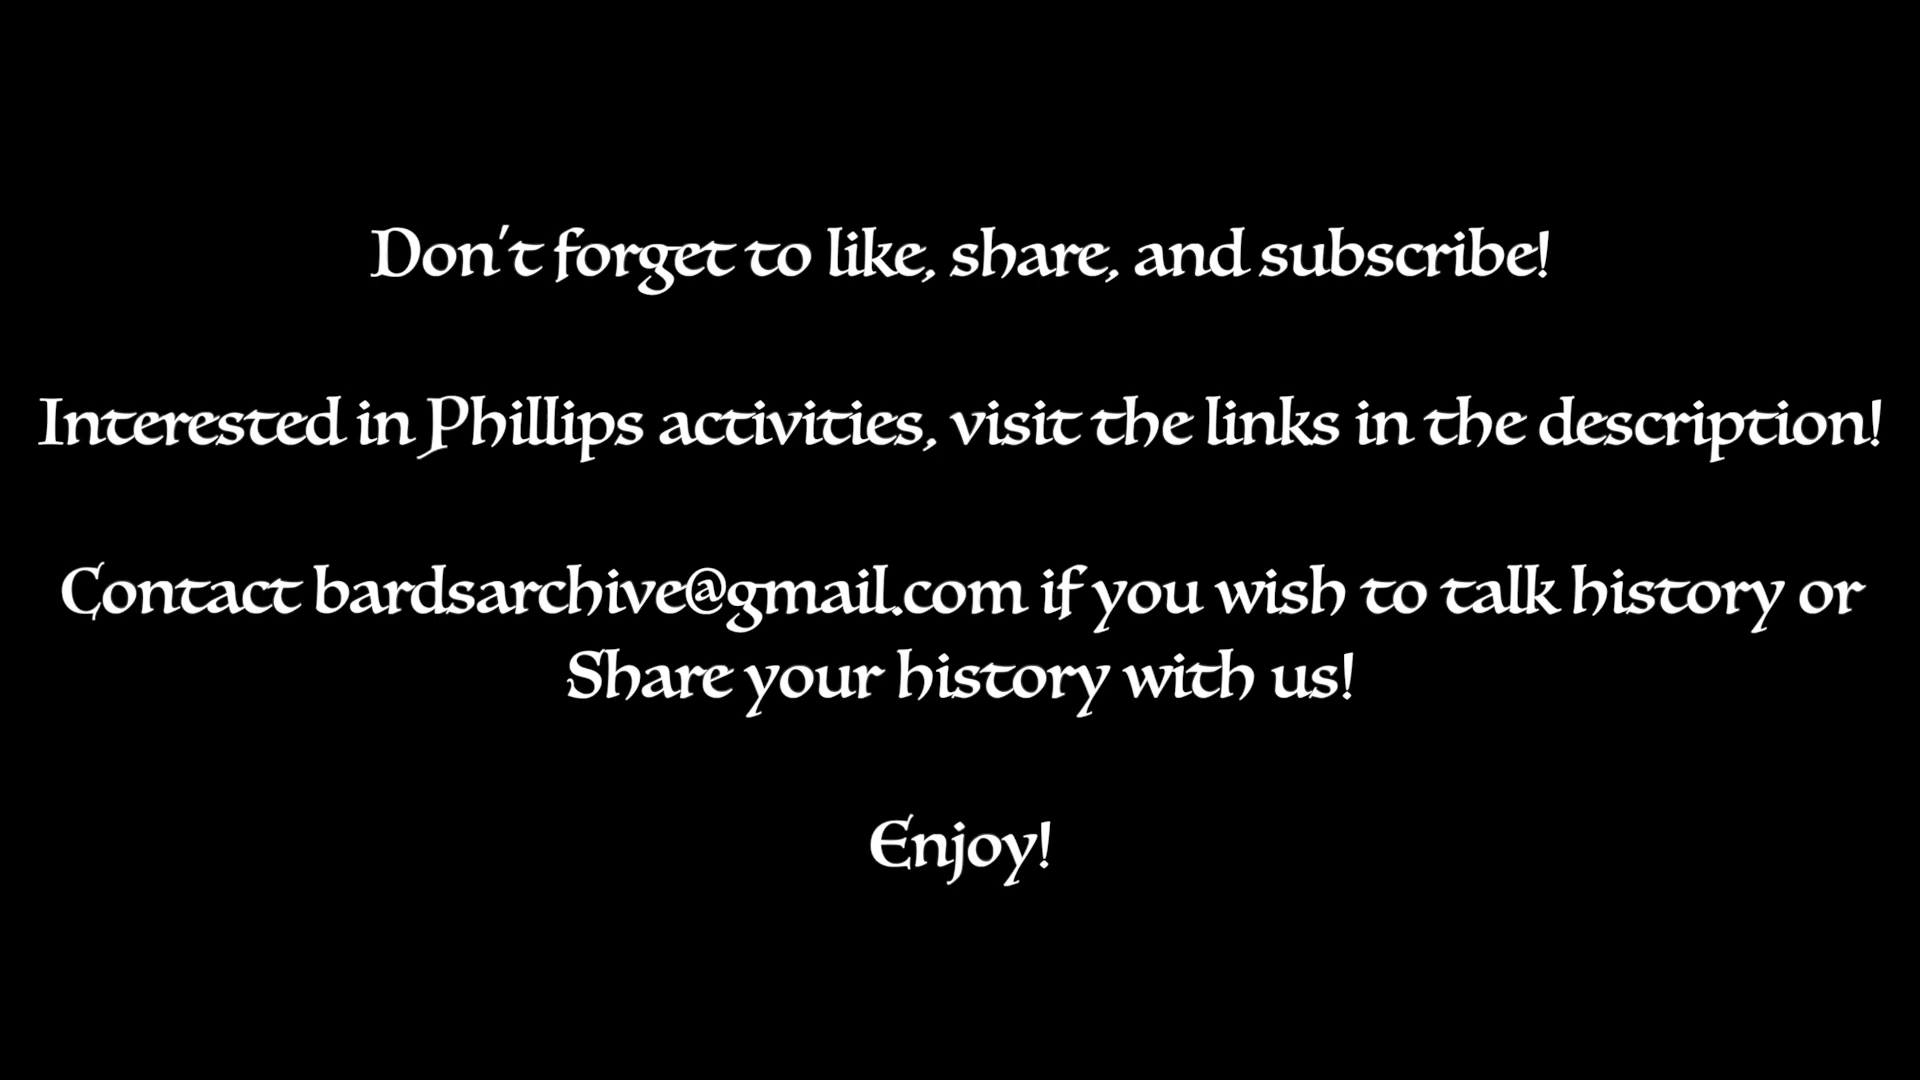 Don't forget to like, share, and subscribe!
Interested in Phillips activities, visit the links in the description!
Contact bardsarchive@gmail.com if you wish to talk history or
Share your history with us!
Enjoy!